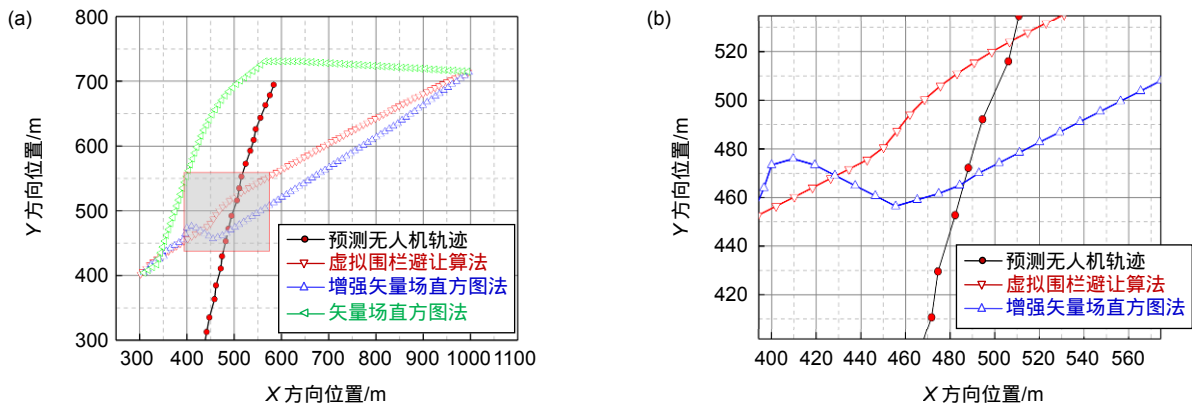 (a)
800
700
600
500
400
300
Y 方向位置/m
300 400 500 600 700 800 900 1000 1100
X 方向位置/m
预测无人机轨迹
虚拟围栏避让算法
增强矢量场直方图法
矢量场直方图法
(b)
520
500
480
460
440
420
Y 方向位置/m
400 420 440 460 480 500 520 540 560
X 方向位置/m
预测无人机轨迹
虚拟围栏避让算法
增强矢量场直方图法